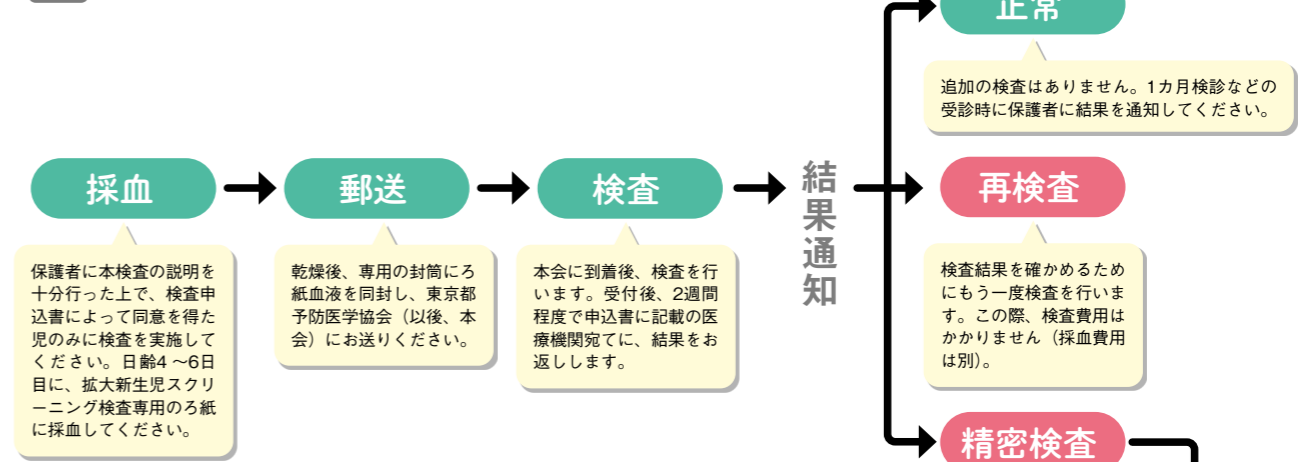 正常
追加の検査はありません。1カ月検診などの
受診時に保護者に結果を通知してください。
採血
保護者に本検査の説明を
十分行った上で、検査申
込書によって同意を得た
児のみに検査を実施して
ください。日齢4～6日
目に、拡大新生児スクリ
ーニング検査専用のろ紙
に採血してください。
郵送
乾燥後、専用の封筒にろ
紙血液を同封し、東京都
予防医学協会（以後、本
会）にお送りください。
検査
本会に到着後、検査を行
います。受付後、2週間
程度で申込書に記載の医
療機関宛てに、結果をお
返しします。
結果通知
再検査
検査結果を確かめるため
にもう一度検査を行いま
す。この際、検査費用は
かかりません（採血費用
は別）。
精密検査